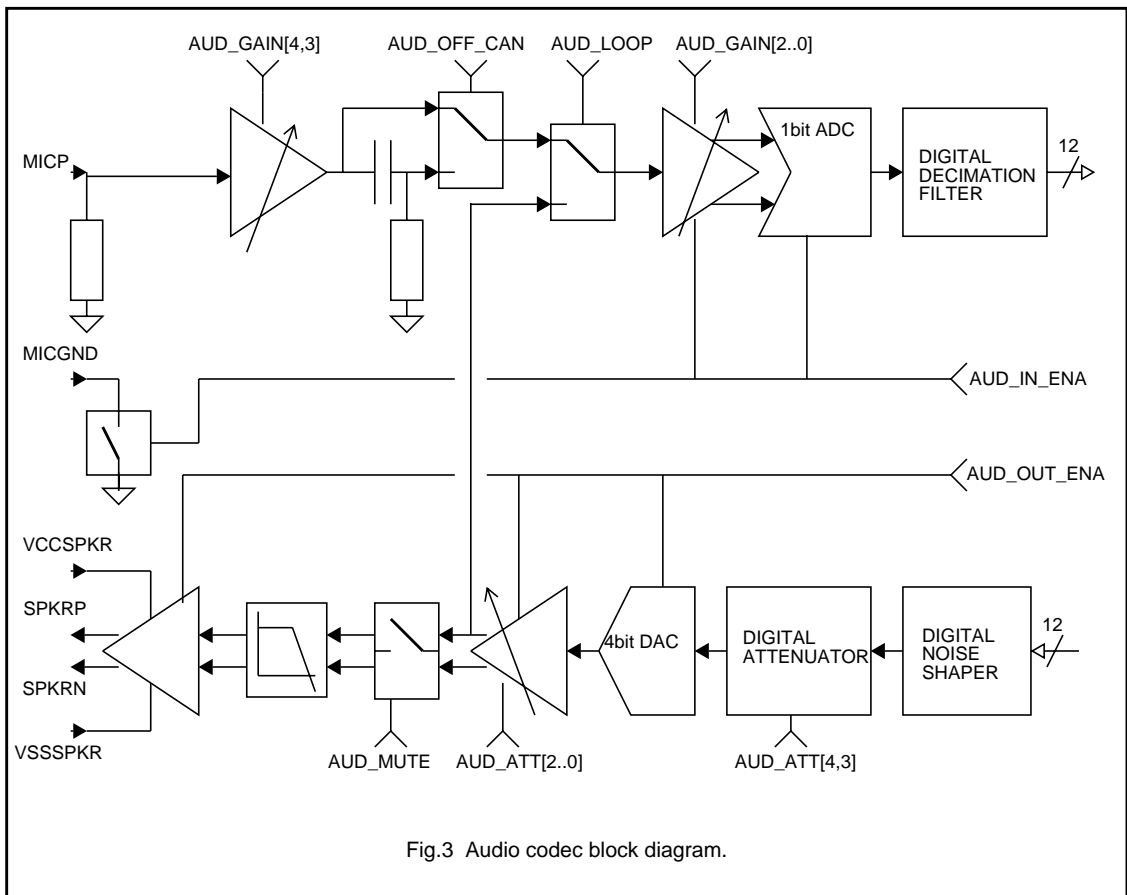 AUD_GAIN[4,3]
AUD_OFF_CAN
AUD_LOOP
AUD_GAIN[2..0]
MICP
1bit ADC
DIGITAL
DECIMATION
FILTER
12
MICGND
AUD_IN_ENA
AUD_OUT_ENA
VCCSPKR
SPKRP
SPKRN
VSSSPKR
4bit DAC
DIGITAL
ATTENUATOR
DIGITAL
NOISE
SHAPER
12
AUD_MUTE
AUD_ATT[2..0]
AUD_ATT[4,3]
Fig.3 Audio codec block diagram.